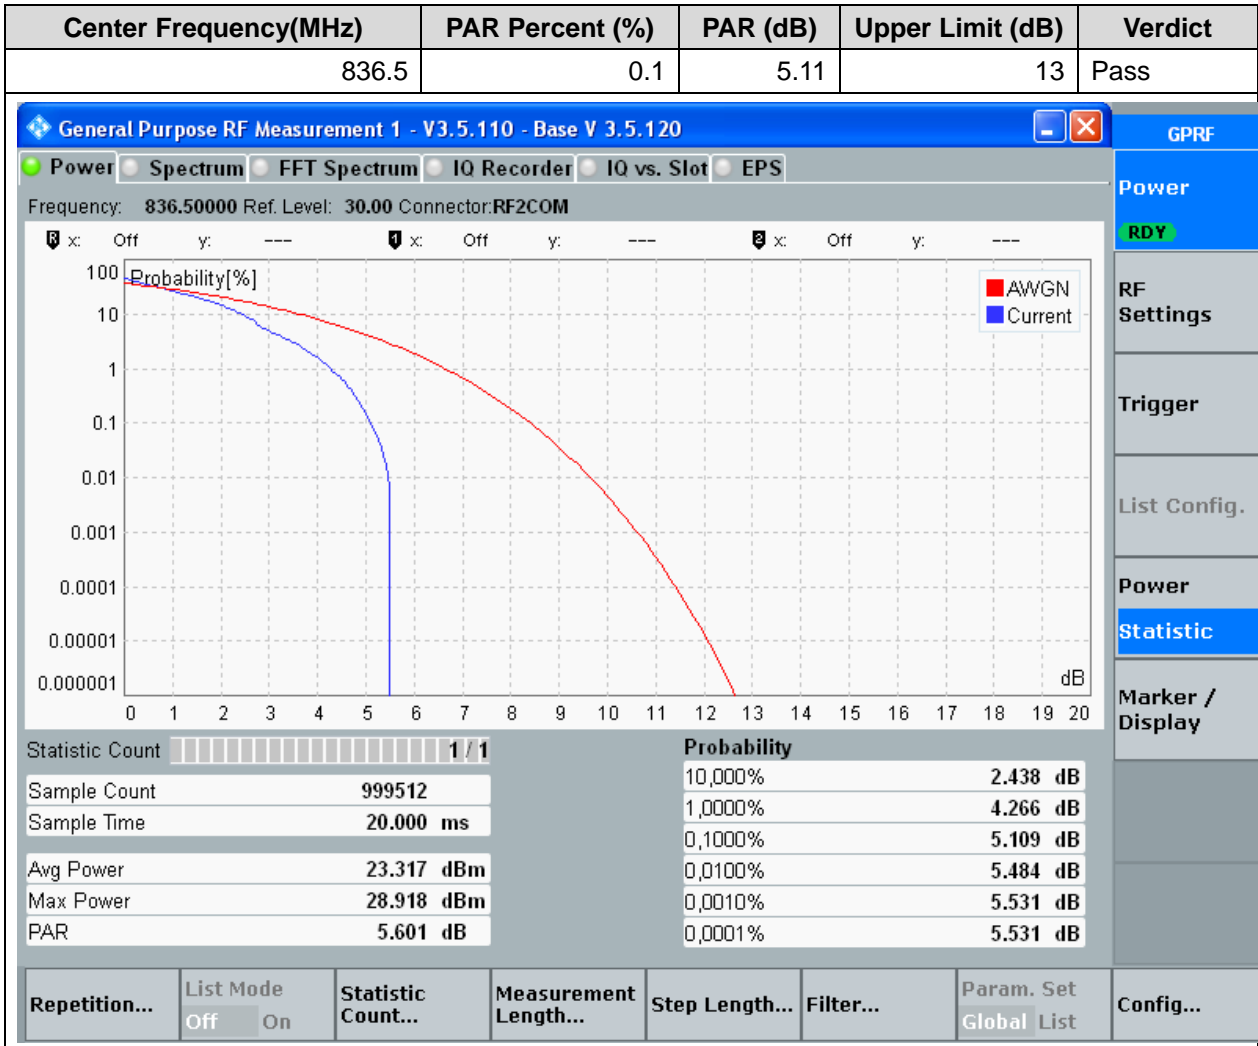 Center Frequency(MHz) PAR Percent (%) PAR (dB) Upper Limit (dB) Verdict
836.5 0.1 5.11 13 Pass
General Purpose RF Measurement 1 - V3.5.110 - Base V 3.5.120
GPRF
Power Spectrum FFT Spectrum IQ Recorder IQ vs. Slot EPS
Frequency: 836.50000 Ref. Level: 30.00 Connector:RF2COM
R x: Off y: --- 1 x: Off y: --- 2 x: Off y: ---
Probability[%]
AWGN
Current
100
10
1
0.1
0.01
0.001
0.0001
0.00001
0.000001
dB
0 1 2 3 4 5 6 7 8 9 10 11 12 13 14 15 16 17 18 19 20
Statistic Count 1 / 1
Sample Count 999512
Sample Time 20.000 ms
Avg Power 23.317 dBm
Max Power 28.918 dBm
PAR 5.601 dB
Probability
10,000% 2.438 dB
1,0000% 4.266 dB
0,1000% 5.109 dB
0,0100% 5.484 dB
0,0010% 5.531 dB
0,0001% 5.531 dB
Power
RDY
RF
Settings
Trigger
List Config.
Power
Statistic
Marker /
Display
Repetition...
List Mode
Off On
Statistic
Count...
Measurement
Length...
Step Length...
Filter...
Param. Set
Global List
Config...